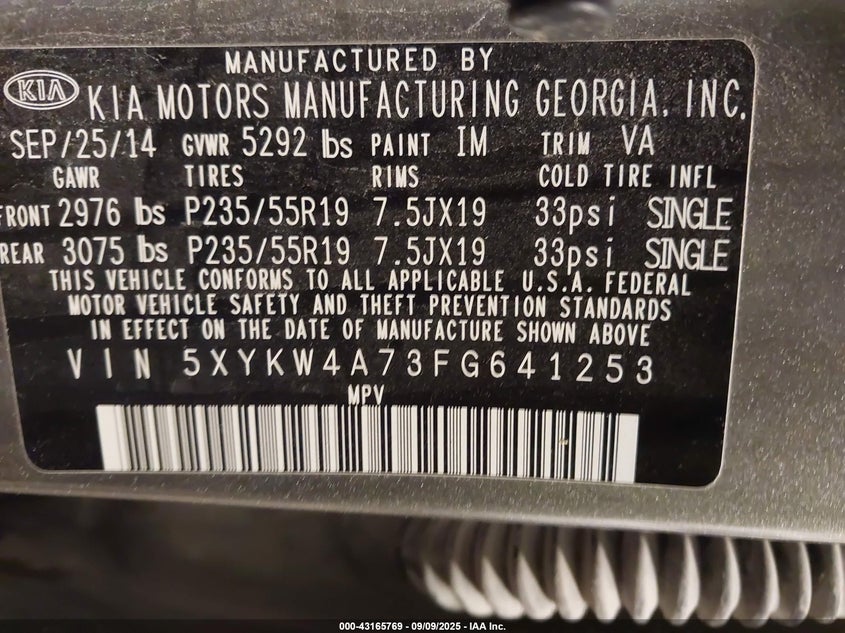 MANUFACTURED BY
KIA KIA MOTORS MANUFACTURING GEORGIA, INC.
SEP/25/14 GVWR 5292 lbs PAINT IM TRIM VA
GAWR TIRES RIMS COLD TIRE INFL
FRONT 2976 lbs P235/55R19 7.5JX19 33psi SINGLE
REAR 3075 lbs P235/55R19 7.5JX19 33psi SINGLE
THIS VEHICLE CONFORMS TO ALL APPLICABLE U.S.A. FEDERAL
MOTOR VEHICLE SAFETY AND THEFT PREVENTION STANDARDS
IN EFFECT ON THE DATE OF MANUFACTURE SHOWN ABOVE
VIN 5XYKW4A73FG641253
MPV
000-43165769 - 09/09/2025 - IAA Inc.